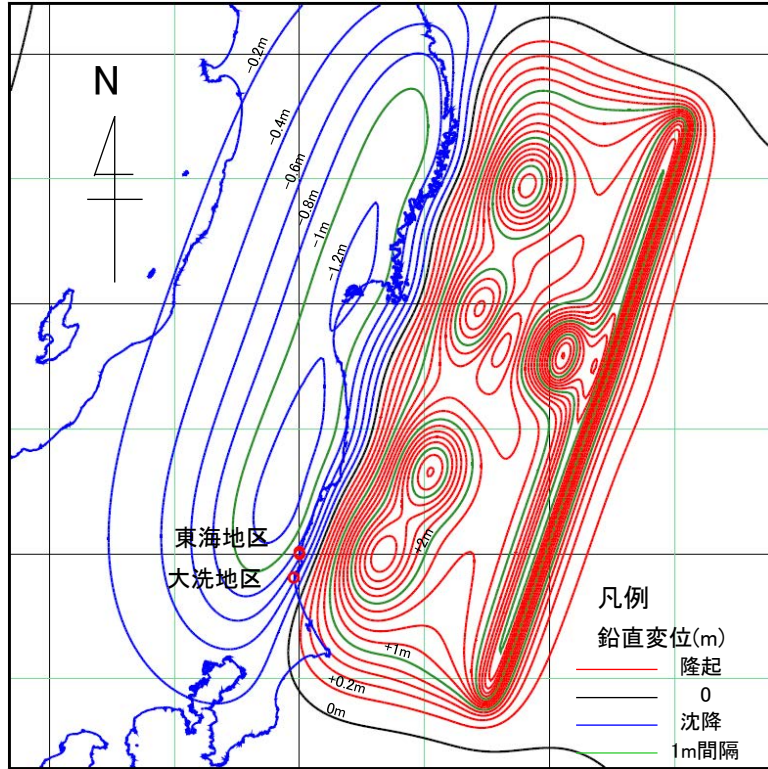 N
-0.2m
-0.4m
-0.6m
-0.8m
-1m
-1.2m
東海地区
大洗地区
+2m
+1m
+0.2m
0m
凡例
鉛直変位(m)
隆起
0
沈降
1m間隔